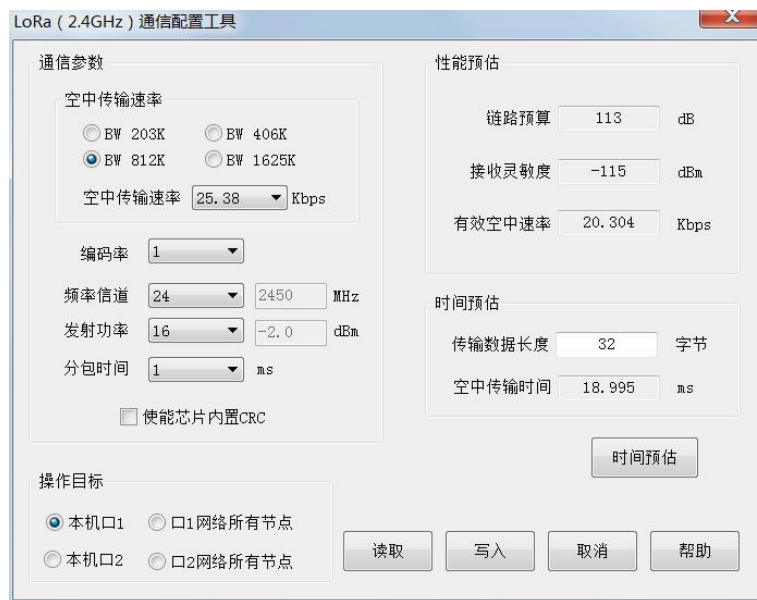 LoRa（2.4GHz）通信配置工具
通信参数
空中传输速率
BW 203K BW 406K
BW 812K BW 1625K
空中传输速率 25.38 Kbps
编码率 1
频率信道 24 2450 MHz
发射功率 16 -2.0 dBm
分包时间 1 ms
使能芯片内置CRC
操作目标
本机口1 口1网络所有节点
本机口2 口2网络所有节点
性能预估
链路预算 113 dB
接收灵敏度 -115 dBm
有效空中速率 20.304 Kbps
时间预估
传输数据长度 32 字节
空中传输时间 18.995 ms
时间预估
读取 写入 取消 帮助